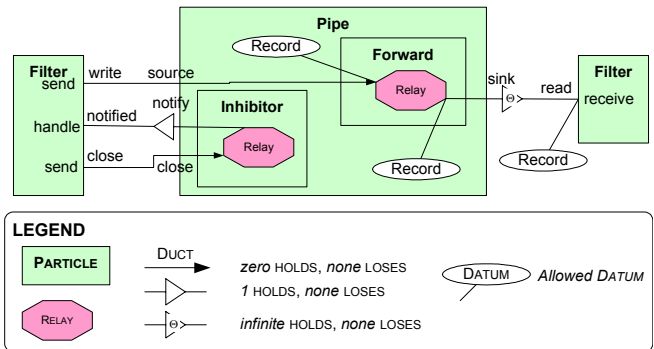 Pipe
Record
Forward
Filter
write
source
sink
read
Filter
send
Relay
Θ
receive
notify
Inhibitor
handle
notified
Relay
close
send
close
Record
Record
LEGEND
PARTICLE
DUCT
zero HOLDS, none LOSES
DATUM
Allowed DATUM
1 HOLDS, none LOSES
RELAY
Θ
infinite HOLDS, none LOSES